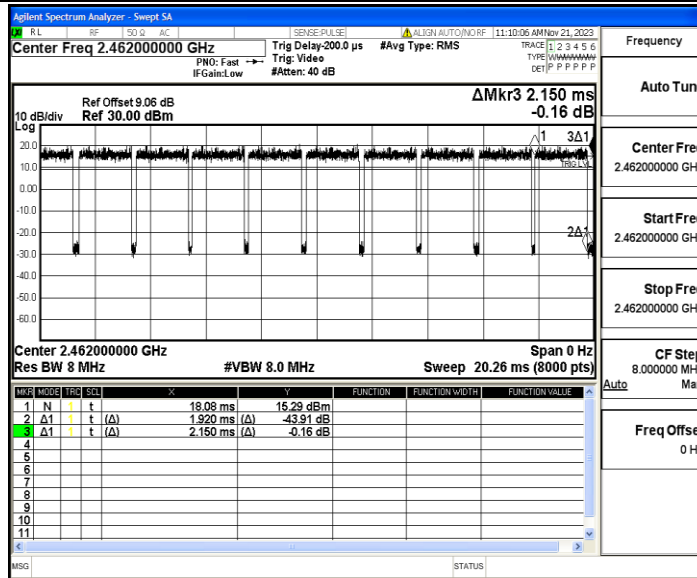 Agilent Spectrum Analyzer - Swept SA
RL RF 50 Ω AC SENSE:PULSE ALIGN AUTO/NO RF 11:10:06 AM Nov 21, 2023
Center Freq 2.462000000 GHz
PNO: Fast
IFGain:Low
Trig Delay-200.0 µs
Trig: Video
#Atten: 40 dB
#Avg Type: RMS
TRACE 1 2 3 4 5 6
TYPE WWWWWW
DET P P P P P P
Ref Offset 9.06 dB
10 dB/div Ref 30.00 dBm
Log
ΔMkr3 2.150 ms
-0.16 dB
20.0
10.0
0.00
-10.0
-20.0
-30.0
-40.0
-50.0
-60.0
1 3Δ1
TRIG LVL
2Δ1
Center 2.462000000 GHz Span 0 Hz
Res BW 8 MHz #VBW 8.0 MHz Sweep 20.26 ms (8000 pts)
MKR MODE TRC SCL X Y FUNCTION FUNCTION WIDTH FUNCTION VALUE
1 N 1 t 18.08 ms 15.29 dBm
2 Δ1 1 t (Δ) 1.920 ms (Δ) -43.91 dB
3 Δ1 1 t (Δ) 2.150 ms (Δ) -0.16 dB
4
5
6
7
8
9
10
11
MSG STATUS
Frequency
Auto Tun
Center Fre
2.462000000 GH
Start Fre
2.462000000 GH
Stop Fre
2.462000000 GH
CF Step
8.000000 MH
Auto Ma
Freq Offse
0 H